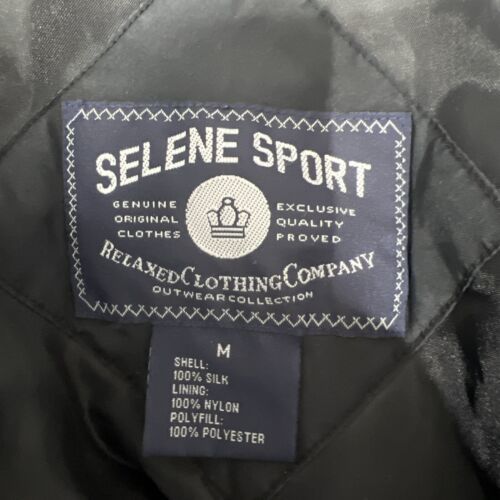 SELENE SPORT
GENUINE
ORIGINAL
CLOTHES
EXCLUSIVE
QUALITY
PROVED
RELAXED CLOTHING COMPANY
OUTWEAR COLLECTION
M
SHELL:
100% SILK
LINING:
100% NYLON
POLYFILL:
100% POLYESTER